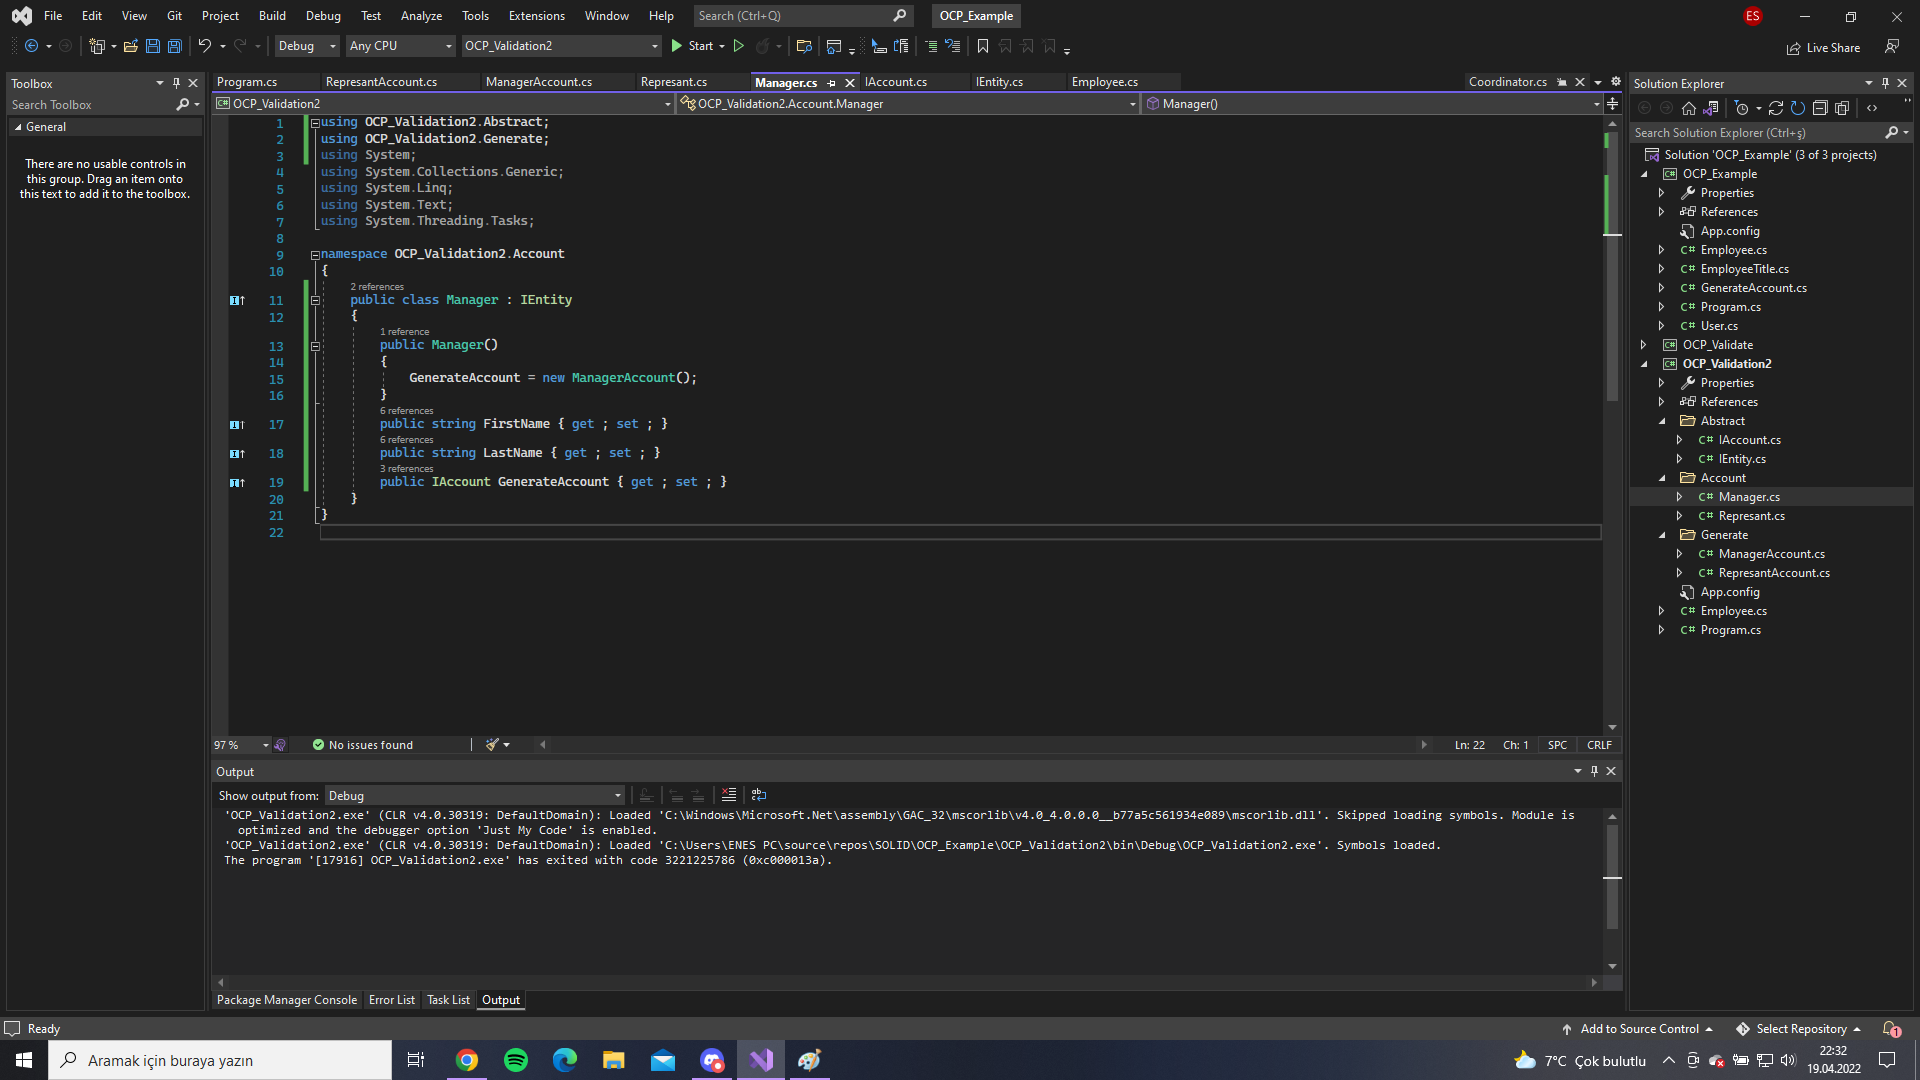 File Edit View Git Project Build Debug Test Analyze Tools Extensions Window Help Search (Ctrl+Q) OCP_Example ES
Debug Any CPU OCP_Validation2 Start Live Share
Toolbox
Search Toolbox
General
There are no usable controls in
this group. Drag an item onto
this text to add it to the toolbox.
Program.cs RepresantAccount.cs ManagerAccount.cs Represant.cs Manager.cs IAccount.cs IEntity.cs Employee.cs Coordinator.cs
OCP_Validation2 OCP_Validation2.Account.Manager Manager()
1 using OCP_Validation2.Abstract;
2 using OCP_Validation2.Generate;
3 using System;
4 using System.Collections.Generic;
5 using System.Linq;
6 using System.Text;
7 using System.Threading.Tasks;
8
9 namespace OCP_Validation2.Account
10 {
2 references
11 public class Manager : IEntity
12 {
1 reference
13 public Manager()
14 {
15 GenerateAccount = new ManagerAccount();
16 }
6 references
17 public string FirstName { get ; set ; }
6 references
18 public string LastName { get ; set ; }
3 references
19 public IAccount GenerateAccount { get ; set ; }
20 }
21 }
22
97 % No issues found Ln: 22 Ch: 1 SPC CRLF
Output
Show output from: Debug
'OCP_Validation2.exe' (CLR v4.0.30319: DefaultDomain): Loaded 'C:\Windows\Microsoft.Net\assembly\GAC_32\mscorlib\v4.0_4.0.0.0__b77a5c561934e089\mscorlib.dll'. Skipped loading symbols. Module is
optimized and the debugger option 'Just My Code' is enabled.
'OCP_Validation2.exe' (CLR v4.0.30319: DefaultDomain): Loaded 'C:\Users\ENES PC\source\repos\SOLID\OCP_Example\OCP_Validation2\bin\Debug\OCP_Validation2.exe'. Symbols loaded.
The program '[17916] OCP_Validation2.exe' has exited with code 3221225786 (0xc000013a).
Package Manager Console Error List Task List Output
Solution Explorer
Search Solution Explorer (Ctrl+ş)
Solution 'OCP_Example' (3 of 3 projects)
OCP_Example
Properties
References
App.config
C# Employee.cs
C# EmployeeTitle.cs
C# GenerateAccount.cs
C# Program.cs
C# User.cs
C# OCP_Validate
C# OCP_Validation2
Properties
References
Abstract
C# IAccount.cs
C# IEntity.cs
Account
C# Manager.cs
C# Represant.cs
Generate
C# ManagerAccount.cs
C# RepresantAccount.cs
App.config
C# Employee.cs
C# Program.cs
Ready Add to Source Control Select Repository 1
Aramak için buraya yazın 7°C Çok bulutlu 22:32
19.04.2022